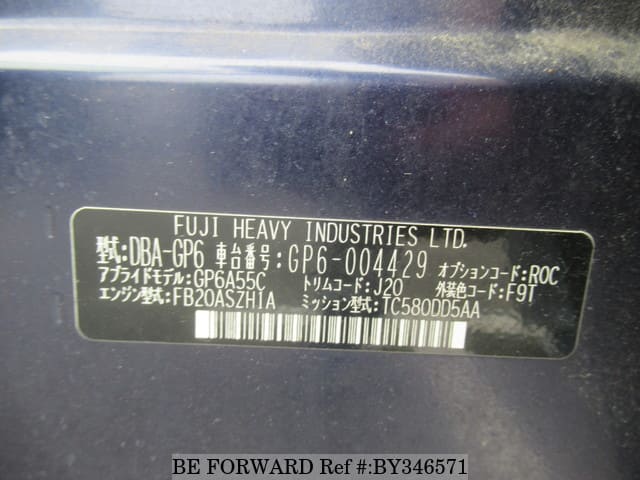 FUJI HEAVY INDUSTRIES LTD.
型式:DBA-GP6 車台番号:GP6-004429 オプションコード:ROC
アプライドモデル:GP6A55C トリムコード:J20 外装色コード:F9T
エンジン型式:FB20ASZH1A ミッション型式:TC580DD5AA
BE FORWARD Ref #:BY346571